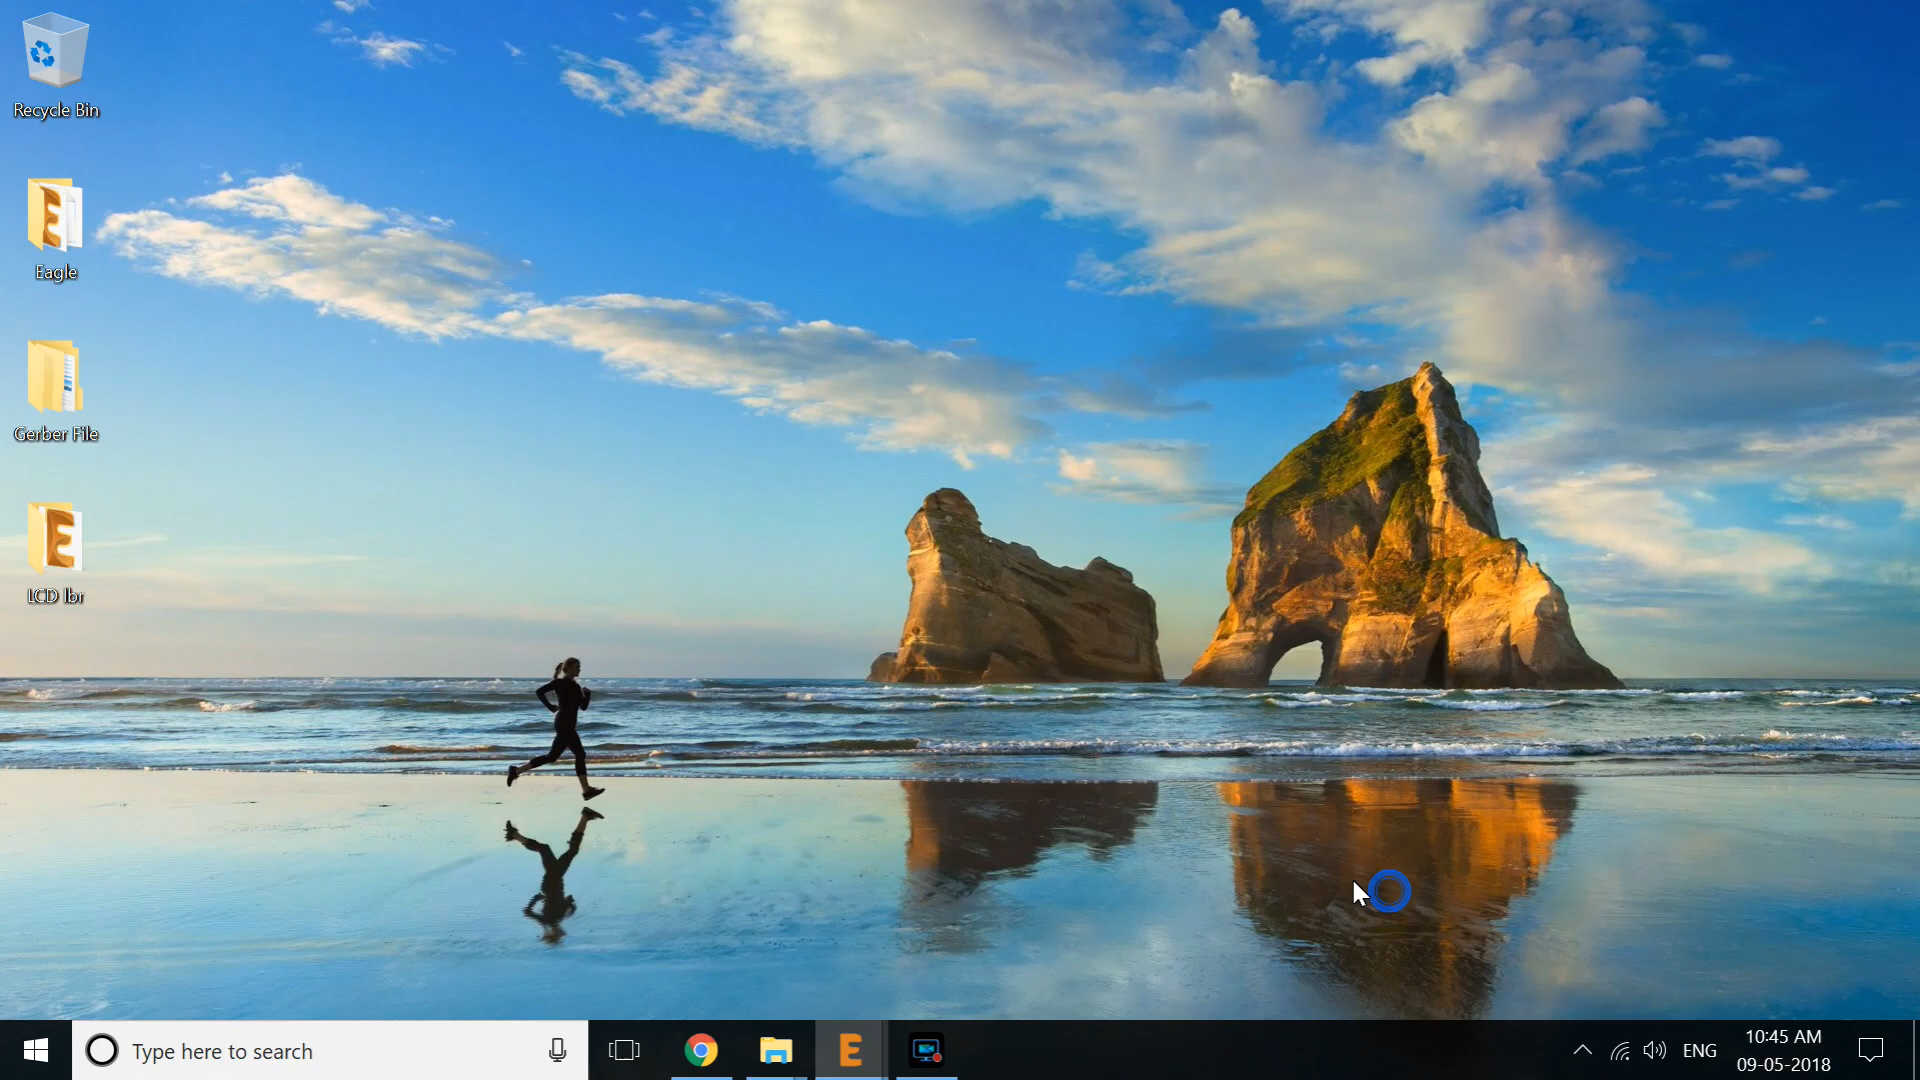 Recycle Bin
Eagle
Gerber File
LCD lbr
Type here to search
ENG
10:45 AM
09-05-2018